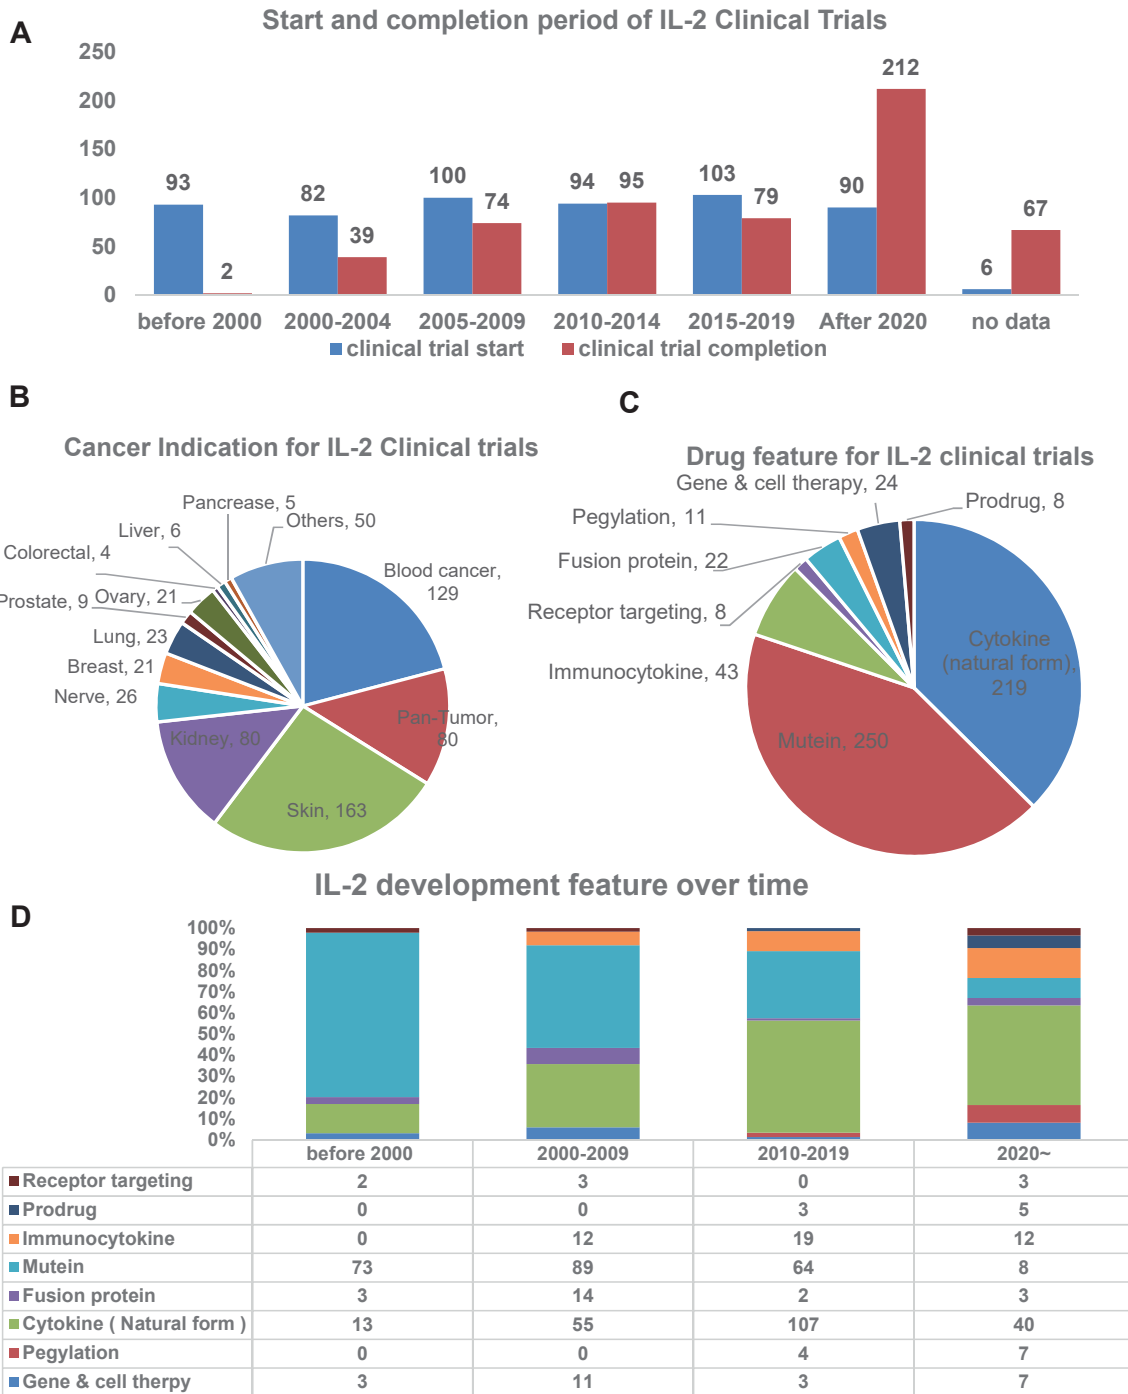 A
Start and completion period of IL-2 Clinical Trials
250
200
150
100
50
0
93
2
82
39
100
74
94
95
103
79
90
212
6
67
before 2000
2000-2004
2005-2009
2010-2014
2015-2019
After 2020
no data
clinical trial start
clinical trial completion
B
Cancer Indication for IL-2 Clinical trials
Pancrease, 5
Others, 50
Liver, 6
Colorectal, 4
Prostate, 9
Ovary, 21
Lung, 23
Breast, 21
Nerve, 26
Kidney, 80
Skin, 163
Blood cancer,
129
Pan-Tumor,
80
C
Drug feature for IL-2 clinical trials
Gene & cell therapy, 24
Prodrug, 8
Pegylation, 11
Fusion protein, 22
Receptor targeting, 8
Immunocytokine, 43
Mutein, 250
Cytokine
(natural form),
219
IL-2 development feature over time
D
100%
90%
80%
70%
60%
50%
40%
30%
20%
10%
0%
before 2000 2000-2009 2010-2019 2020~
Receptor targeting 2 3 0 3
Prodrug 0 0 3 5
Immunocytokine 0 12 19 12
Mutein 73 89 64 8
Fusion protein 3 14 2 3
Cytokine ( Natural form ) 13 55 107 40
Pegylation 0 0 4 7
Gene & cell therpy 3 11 3 7